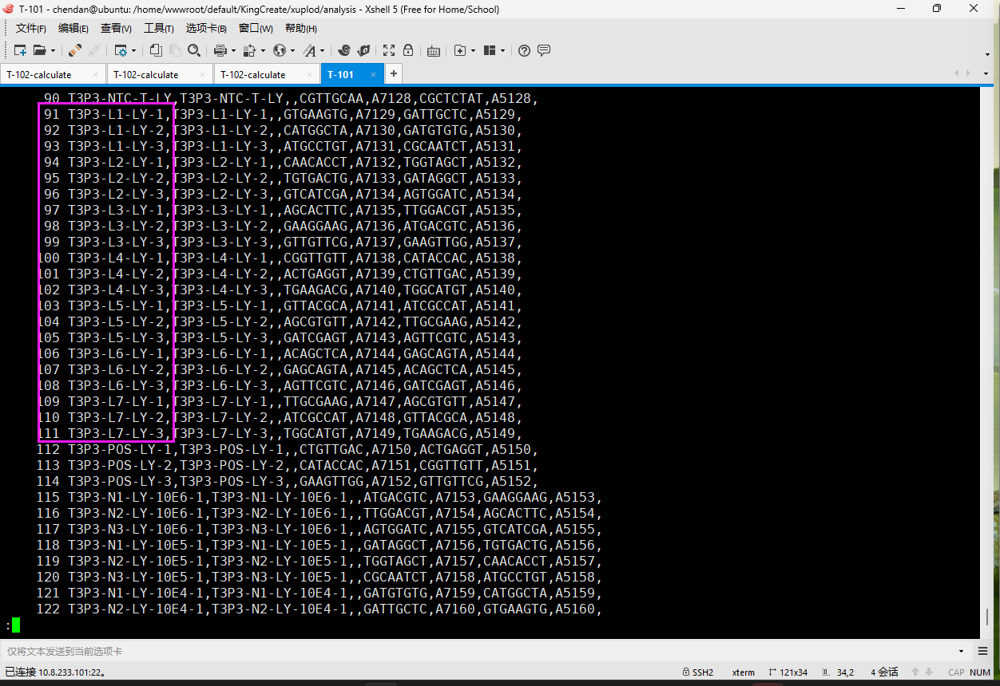 T-101 - chendan@ubuntu: /home/wwwroot/default/KingCreate/xuplod/analysis - Xshell 5 (Free for Home/School)
文件(F) 编辑(E) 查看(V) 工具(T) 选项卡(B) 窗口(W) 帮助(H)
T-102-calculate T-102-calculate T-102-calculate T-101
90 T3P3-NTC-T-LY,T3P3-NTC-T-LY,,CGTTGCAA,A7128,CGCTCTAT,A5128,
91 T3P3-L1-LY-1,T3P3-L1-LY-1,,GTGAAGTG,A7129,GATTGCTC,A5129,
92 T3P3-L1-LY-2,T3P3-L1-LY-2,,CATGGCTA,A7130,GATGTGTG,A5130,
93 T3P3-L1-LY-3,T3P3-L1-LY-3,,ATGCCTGT,A7131,CGCAATCT,A5131,
94 T3P3-L2-LY-1,T3P3-L2-LY-1,,CAACACCT,A7132,TGGTAGCT,A5132,
95 T3P3-L2-LY-2,T3P3-L2-LY-2,,TGTGACTG,A7133,GATAGGCT,A5133,
96 T3P3-L2-LY-3,T3P3-L2-LY-3,,GTCATCGA,A7134,AGTGGATC,A5134,
97 T3P3-L3-LY-1,T3P3-L3-LY-1,,AGCACTTC,A7135,TTGGACGT,A5135,
98 T3P3-L3-LY-2,T3P3-L3-LY-2,,GAAGGAAG,A7136,ATGACGTC,A5136,
99 T3P3-L3-LY-3,T3P3-L3-LY-3,,GTTGTTCG,A7137,GAAGTTGG,A5137,
100 T3P3-L4-LY-1,T3P3-L4-LY-1,,CGGTTGTT,A7138,CATACCAC,A5138,
101 T3P3-L4-LY-2,T3P3-L4-LY-2,,ACTGAGGT,A7139,CTGTTGAC,A5139,
102 T3P3-L4-LY-3,T3P3-L4-LY-3,,TGAAGACG,A7140,TGGCATGT,A5140,
103 T3P3-L5-LY-1,T3P3-L5-LY-1,,GTTACGCA,A7141,ATCGCCAT,A5141,
104 T3P3-L5-LY-2,T3P3-L5-LY-2,,AGCGTGTT,A7142,TTGCGAAG,A5142,
105 T3P3-L5-LY-3,T3P3-L5-LY-3,,GATCGAGT,A7143,AGTTCGTC,A5143,
106 T3P3-L6-LY-1,T3P3-L6-LY-1,,ACAGCTCA,A7144,GAGCAGTA,A5144,
107 T3P3-L6-LY-2,T3P3-L6-LY-2,,GAGCAGTA,A7145,ACAGCTCA,A5145,
108 T3P3-L6-LY-3,T3P3-L6-LY-3,,AGTTCGTC,A7146,GATCGAGT,A5146,
109 T3P3-L7-LY-1,T3P3-L7-LY-1,,TTGCGAAG,A7147,AGCGTGTT,A5147,
110 T3P3-L7-LY-2,T3P3-L7-LY-2,,ATCGCCAT,A7148,GTTACGCA,A5148,
111 T3P3-L7-LY-3,T3P3-L7-LY-3,,TGGCATGT,A7149,TGAAGACG,A5149,
112 T3P3-POS-LY-1,T3P3-POS-LY-1,,CTGTTGAC,A7150,ACTGAGGT,A5150,
113 T3P3-POS-LY-2,T3P3-POS-LY-2,,CATACCAC,A7151,CGGTTGTT,A5151,
114 T3P3-POS-LY-3,T3P3-POS-LY-3,,GAAGTTGG,A7152,GTTGTTCG,A5152,
115 T3P3-N1-LY-10E6-1,T3P3-N1-LY-10E6-1,,ATGACGTC,A7153,GAAGGAAG,A5153,
116 T3P3-N2-LY-10E6-1,T3P3-N2-LY-10E6-1,,TTGGACGT,A7154,AGCACTTC,A5154,
117 T3P3-N3-LY-10E6-1,T3P3-N3-LY-10E6-1,,AGTGGATC,A7155,GTCATCGA,A5155,
118 T3P3-N1-LY-10E5-1,T3P3-N1-LY-10E5-1,,GATAGGCT,A7156,TGTGACTG,A5156,
119 T3P3-N2-LY-10E5-1,T3P3-N2-LY-10E5-1,,TGGTAGCT,A7157,CAACACCT,A5157,
120 T3P3-N3-LY-10E5-1,T3P3-N3-LY-10E5-1,,CGCAATCT,A7158,ATGCCTGT,A5158,
121 T3P3-N1-LY-10E4-1,T3P3-N1-LY-10E4-1,,GATGTGTG,A7159,CATGGCTA,A5159,
122 T3P3-N2-LY-10E4-1,T3P3-N2-LY-10E4-1,,GATTGCTC,A7160,GTGAAGTG,A5160,
:
仅将文本发送到当前选项卡
已连接 10.8.233.101:22。 SSH2 xterm 121x34 34,2 4 会话 CAP NUM